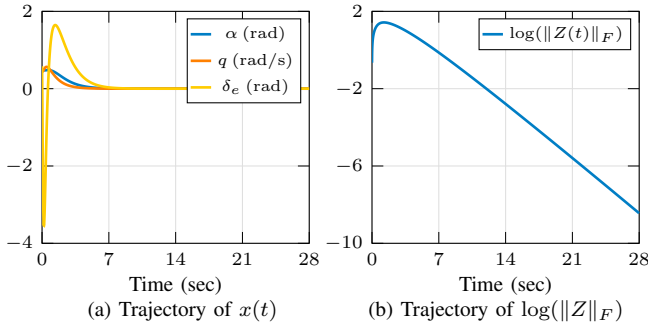 2
0
−2
−4
0
7
14
21
28
Time (sec)
α (rad)
q (rad/s)
δ_e (rad)
(a) Trajectory of x(t)
2
−2
−6
−10
0
7
14
21
28
Time (sec)
log(‖Z(t)‖_F)
(b) Trajectory of log(‖Z‖_F)